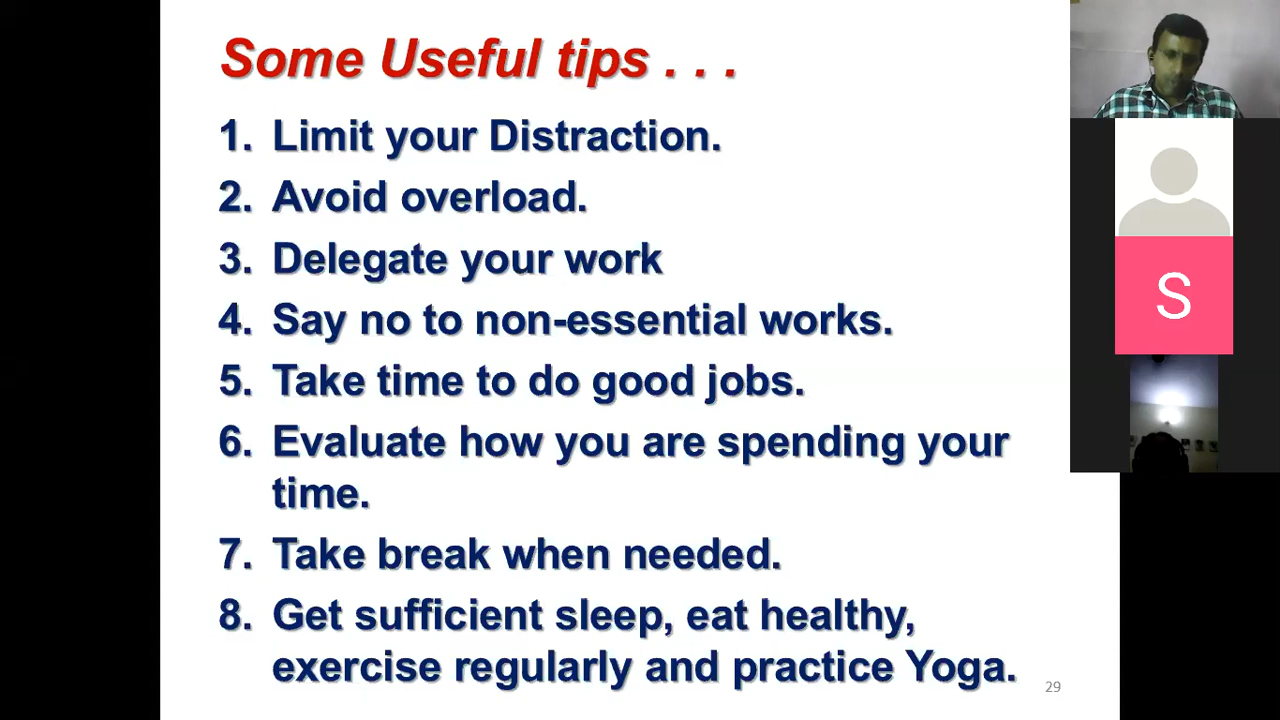 Some Useful tips . . .
1. Limit your Distraction.
2. Avoid overload.
3. Delegate your work
4. Say no to non-essential works.
5. Take time to do good jobs.
6. Evaluate how you are spending your
time.
7. Take break when needed.
8. Get sufficient sleep, eat healthy,
exercise regularly and practice Yoga.
29
S